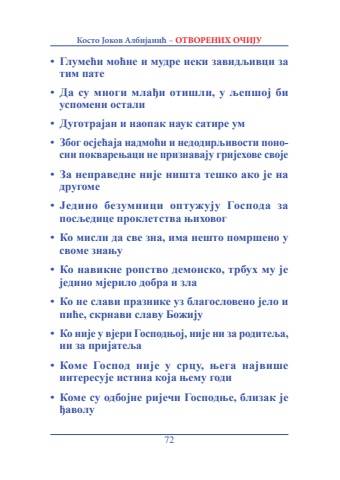 Косто Јоков Албијанић – ОТВОРЕНИХ ОЧИЈУ
• Глумећи моћне и мудре неки завидљивци за
тим пате
• Да су многи млађи отишли, у љепшој би
успомени остали
• Дуготрајан и наопак наук сатире ум
• Због осјећаја надмоћи и недодирљивости поно-
сни покварењаци не признавају гријехове своје
• За неправедне није ништа тешко ако је на
другоме
• Једино безумници оптужују Господа за
посљедице проклетства њиховог
• Ко мисли да све зна, има нешто помршено у
своме знању
• Ко навикне ропство демонско, трбух му је
једино мјерило добра и зла
• Ко не слави празнике уз благословено јело и
пиће, скрнави славу Божију
• Ко није у вјери Господњој, није ни за родитеља,
ни за пријатеља
• Коме Господ није у срцу, њега највише
интересује истина која њему годи
• Коме су одбојне ријечи Господње, близак је
ђаволу
72